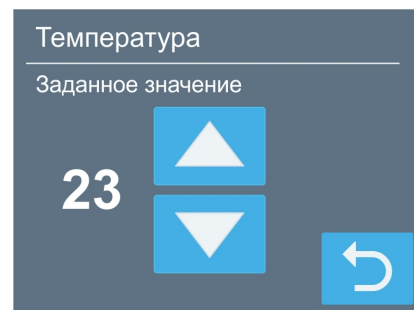 Температура
Заданное значение
23